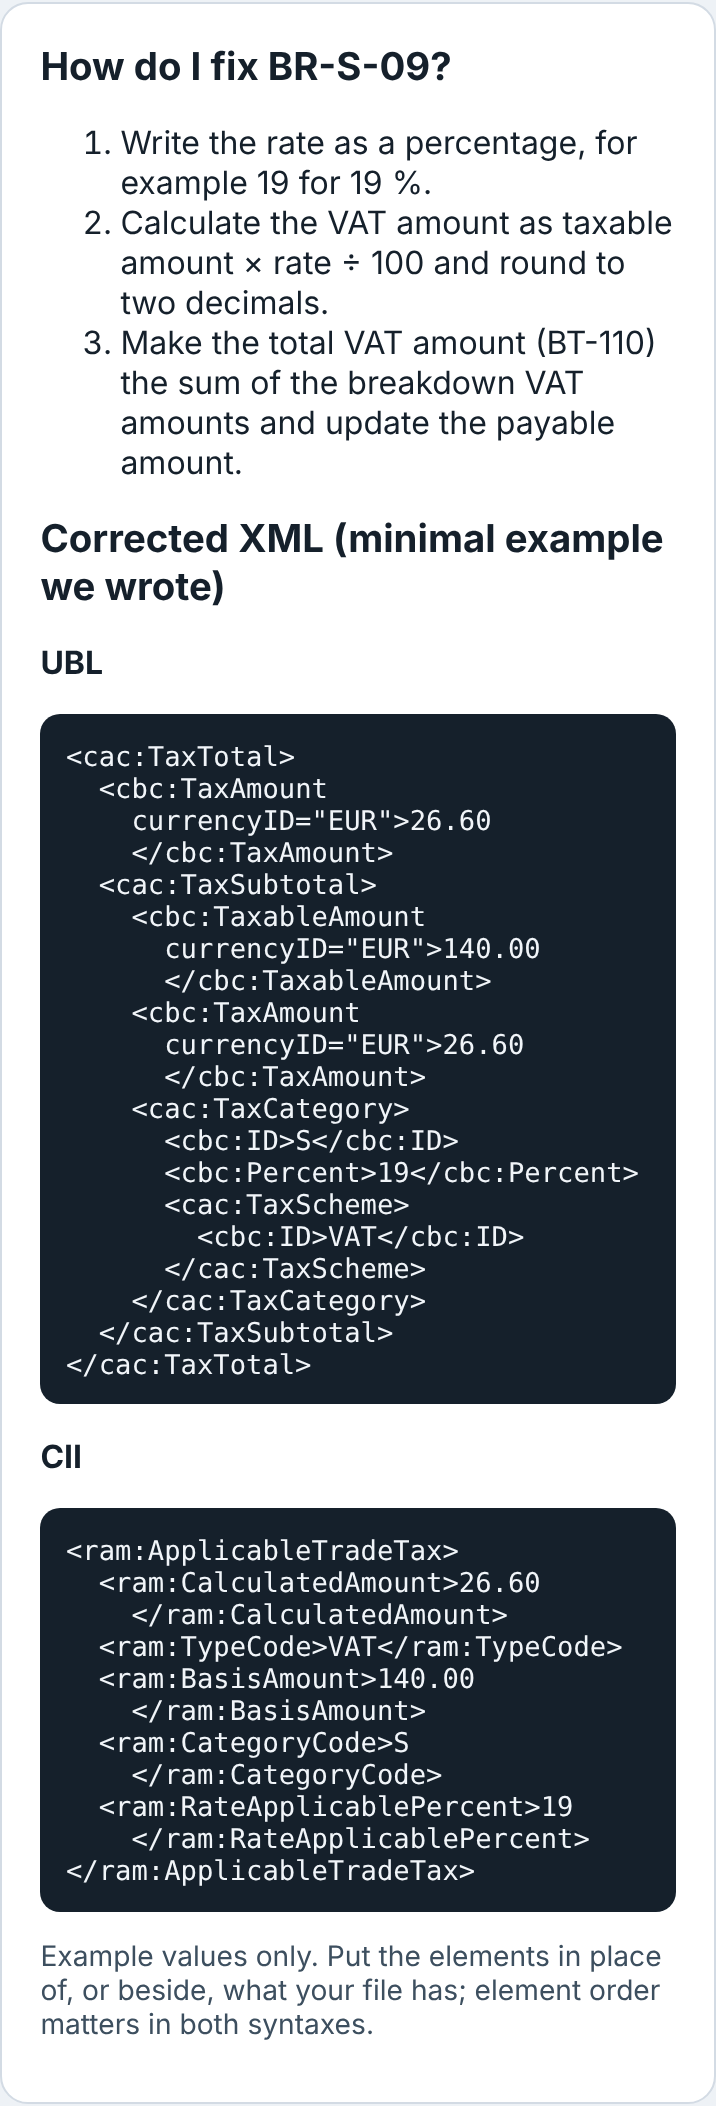 How do I fix BR-S-09?
1. Write the rate as a percentage, for
example 19 for 19 %.
2. Calculate the VAT amount as taxable
amount × rate ÷ 100 and round to
two decimals.
3. Make the total VAT amount (BT-110)
the sum of the breakdown VAT
amounts and update the payable
amount.
Corrected XML (minimal example
we wrote)
UBL
<cac:TaxTotal>
  <cbc:TaxAmount
    currencyID="EUR">26.60
    </cbc:TaxAmount>
  <cac:TaxSubtotal>
    <cbc:TaxableAmount
      currencyID="EUR">140.00
      </cbc:TaxableAmount>
    <cbc:TaxAmount
      currencyID="EUR">26.60
      </cbc:TaxAmount>
    <cac:TaxCategory>
      <cbc:ID>S</cbc:ID>
      <cbc:Percent>19</cbc:Percent>
      <cac:TaxScheme>
        <cbc:ID>VAT</cbc:ID>
      </cac:TaxScheme>
    </cac:TaxCategory>
  </cac:TaxSubtotal>
</cac:TaxTotal>
CII
<ram:ApplicableTradeTax>
  <ram:CalculatedAmount>26.60
    </ram:CalculatedAmount>
  <ram:TypeCode>VAT</ram:TypeCode>
  <ram:BasisAmount>140.00
    </ram:BasisAmount>
  <ram:CategoryCode>S
    </ram:CategoryCode>
  <ram:RateApplicablePercent>19
    </ram:RateApplicablePercent>
</ram:ApplicableTradeTax>
Example values only. Put the elements in place
of, or beside, what your file has; element order
matters in both syntaxes.